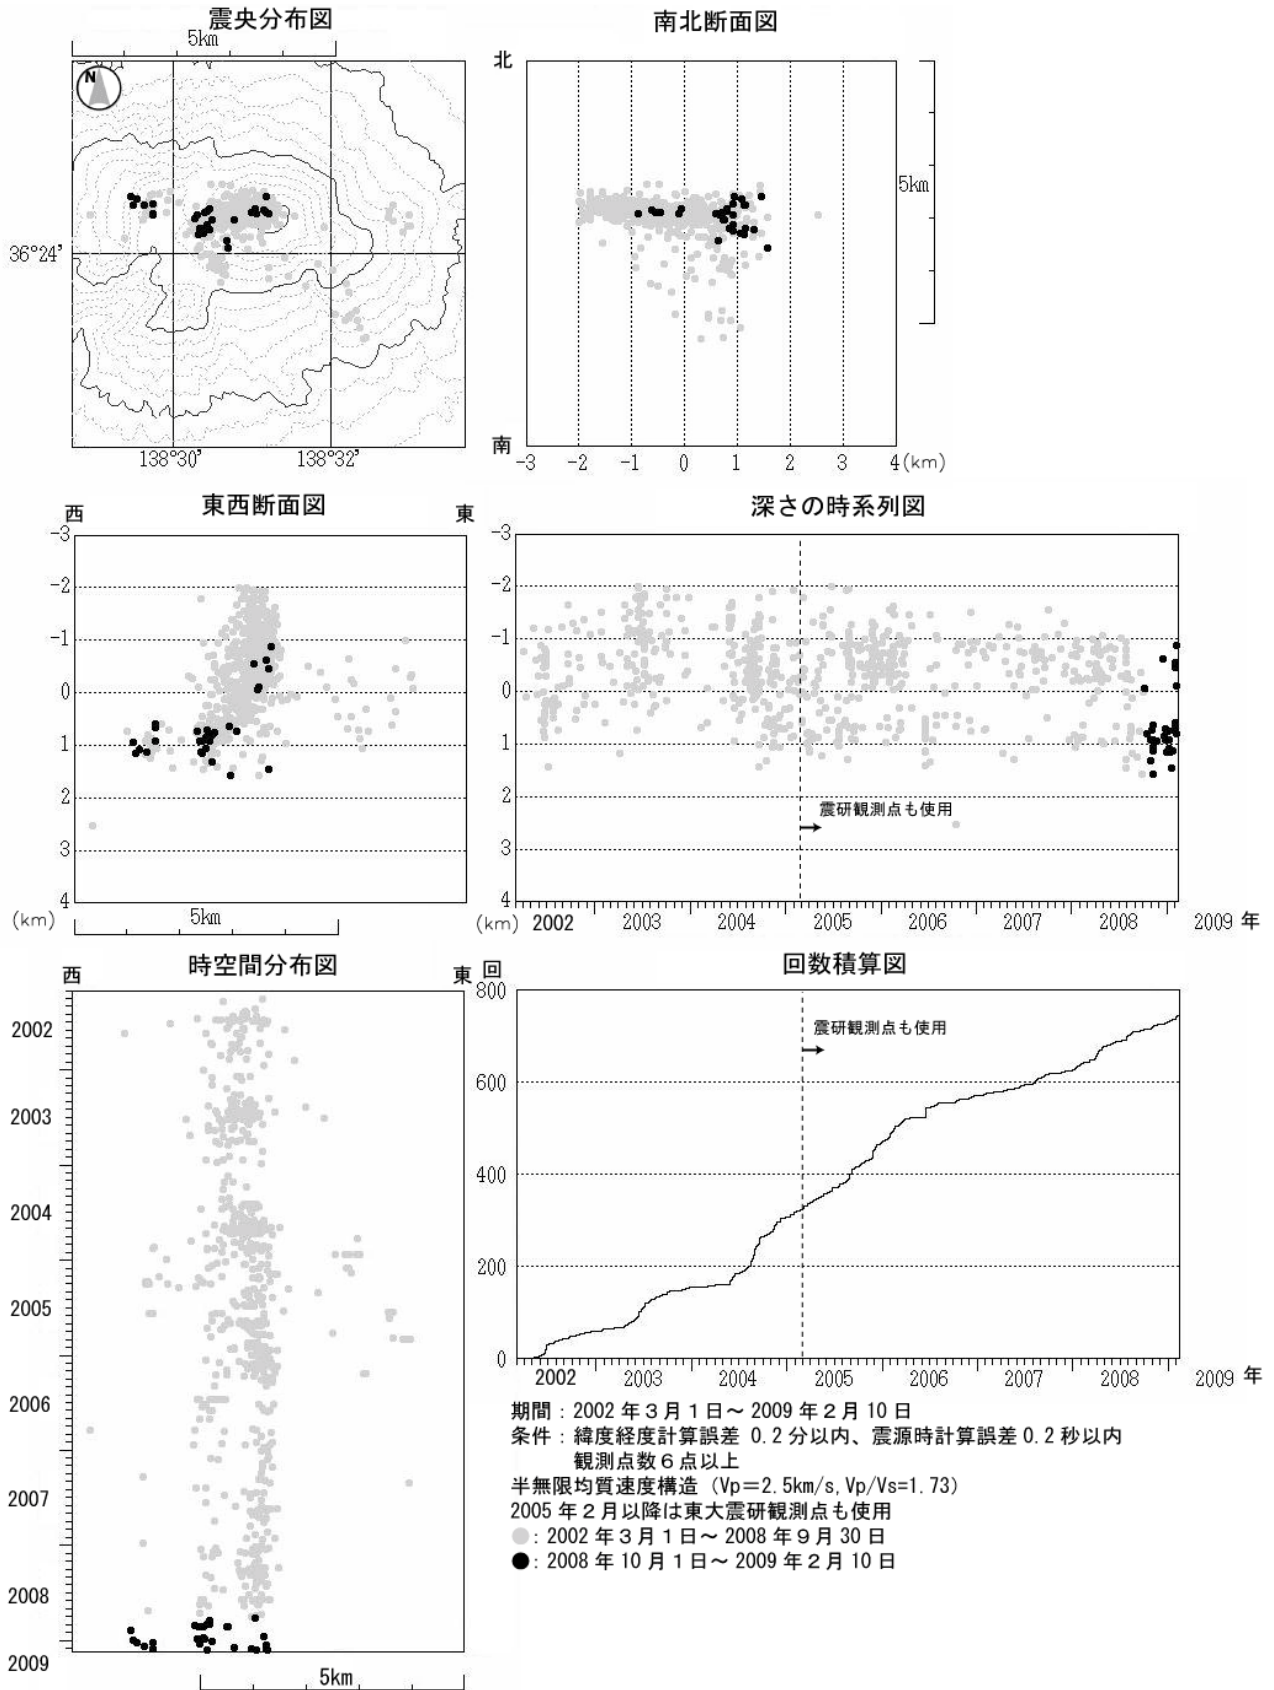 震央分布図
5km
N
36°24'
138°30'
138°32'
南北断面図
北
南
5km
-3 -2 -1 0 1 2 3 4(km)
東西断面図
西 東
-3
-2
-1
0
1
2
3
4
(km)
5km
深さの時系列図
-3
-2
-1
0
1
2
3
4
震研観測点も使用
(km) 2002 2003 2004 2005 2006 2007 2008 2009 年
時空間分布図
西 東
2002
2003
2004
2005
2006
2007
2008
2009
5km
回数積算図
回
800
600
400
200
0
震研観測点も使用
2002 2003 2004 2005 2006 2007 2008 2009 年
期間：2002 年３月１日～ 2009 年２月 10 日
条件：緯度経度計算誤差 0.2 分以内、震源時計算誤差 0.2 秒以内
観測点数６点以上
半無限均質速度構造（Vp＝2.5km/s,Vp/Vs=1.73）
2005 年２月以降は東大震研観測点も使用
●：2002 年３月１日～ 2008 年９月 30 日
●：2008 年 10 月１日～ 2009 年２月 10 日